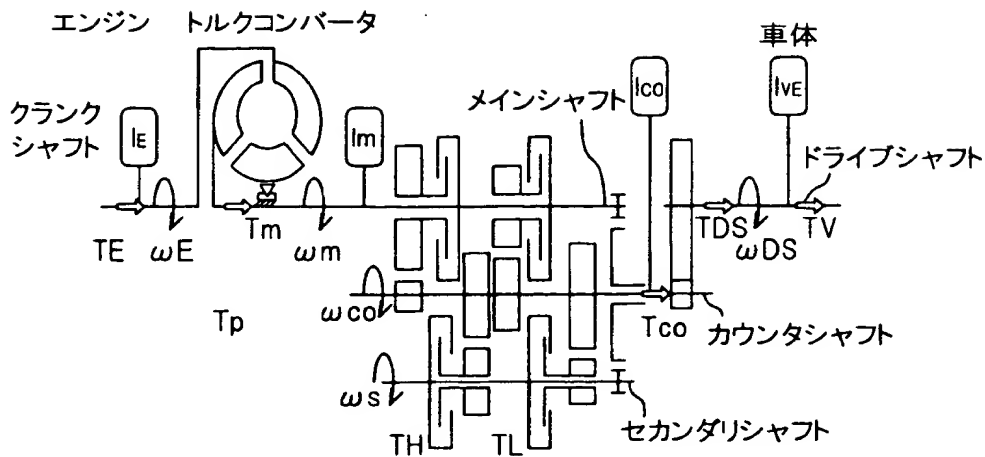 エンジン トルクコンバータ
車体
クランク
シャフト
IE
Im
メインシャフト
ICO
IVE
ドライブシャフト
TE
ωE
Tm
ωm
TDS
ωDS
TV
Tp
ωco
Tco
カウンタシャフト
ωs
TH
TL
セカンダリシャフト